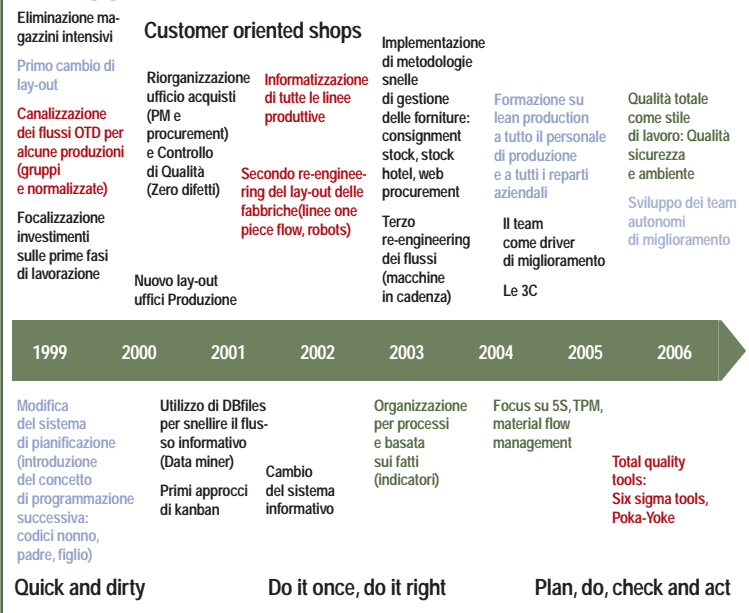 Eliminazione ma-
gazzini intensivi
Primo cambio di
lay-out
Canalizzazione
dei flussi OTD per
alcune produzioni
(gruppi
e normalizzate)
Focalizzazione
investimenti
sulle prime fasi
di lavorazione
Customer oriented shops
Riorganizzazione
ufficio acquisti
(PM e
procurement)
e Controllo
di Qualità
(Zero difetti)
Nuovo lay-out
uffici Produzione
Informatizzazione
di tutte le linee
produttive
Secondo re-enginee-
ring del lay-out delle
fabbriche(linee one
piece flow, robots)
Implementazione
di metodologie
snelle
di gestione
delle forniture:
consignment
stock, stock
hotel, web
procurement
Terzo
re-engineering
dei flussi
(macchine
in cadenza)
Formazione su
lean production
a tutto il personale
di produzione
e a tutti i reparti
aziendali
Il team
come driver
di miglioramento
Le 3C
Qualità totale
come stile
di lavoro: Qualità
sicurezza
e ambiente
Sviluppo dei team
autonomi
di miglioramento
1999 2000 2001 2002 2003 2004 2005 2006
Modifica
del sistema
di pianificazione
(introduzione
del concetto
di programmazione
successiva:
codici nonno,
padre, figlio)
Utilizzo di DBfiles
per snellire il flus-
so informativo
(Data miner)
Primi approcci
di kanban
Cambio
del sistema
informativo
Organizzazione
per processi
e basata
sui fatti
(indicatori)
Focus su 5S, TPM,
material flow
management
Total quality
tools:
Six sigma tools,
Poka-Yoke
Quick and dirty
Do it once, do it right
Plan, do, check and act